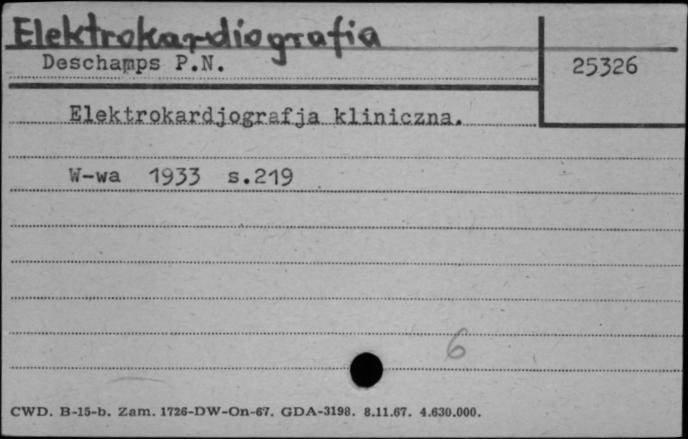 Elektrokardiografia
Deschamps P.N.
25326
Elektrokardjografja kliniczna.
W-wa 1933 s.219
6
CWD. B-15-b. Zam. 1726-DW-On-67. GDA-3198. 8.11.67. 4.630.000.